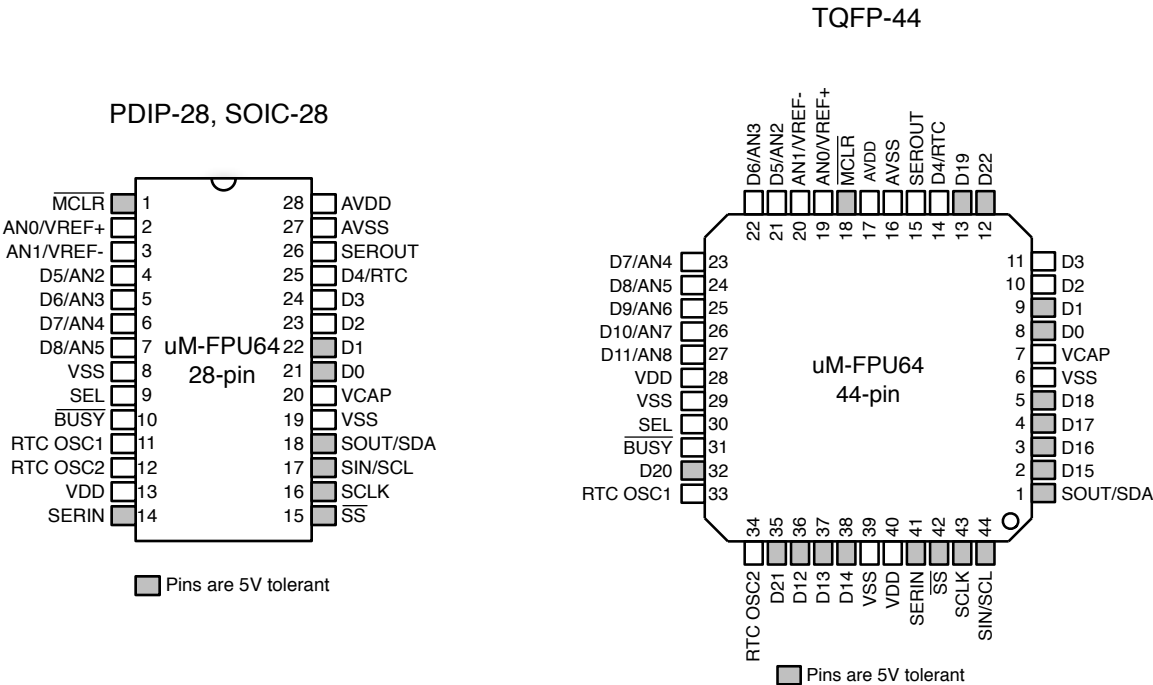 TQFP-44
PDIP-28, SOIC-28
MCLR 1 28 AVDD
AN0/VREF+ 2 27 AVSS
AN1/VREF- 3 26 SEROUT
D5/AN2 4 25 D4/RTC
D6/AN3 5 24 D3
D7/AN4 6 23 D2
D8/AN5 7 uM-FPU64 22 D1
VSS 8 28-pin 21 D0
SEL 9 20 VCAP
BUSY 10 19 VSS
RTC OSC1 11 18 SOUT/SDA
RTC OSC2 12 17 SIN/SCL
VDD 13 16 SCLK
SERIN 14 15 SS
Pins are 5V tolerant
D6/AN3 D5/AN2 AN1/VREF- AN0/VREF+ MCLR AVDD AVSS SEROUT D4/RTC D19 D22
22 21 20 19 18 17 16 15 14 13 12
D7/AN4 23 11 D3
D8/AN5 24 10 D2
D9/AN6 25 9 D1
D10/AN7 26 8 D0
D11/AN8 27 7 VCAP
uM-FPU64
VDD 28 6 VSS
44-pin
VSS 29 5 D18
SEL 30 4 D17
BUSY 31 3 D16
D20 32 2 D15
RTC OSC1 33 1 SOUT/SDA
34 35 36 37 38 39 40 41 42 43 44
RTC OSC2 D21 D12 D13 D14 VSS VDD SERIN SS SCLK SIN/SCL
Pins are 5V tolerant